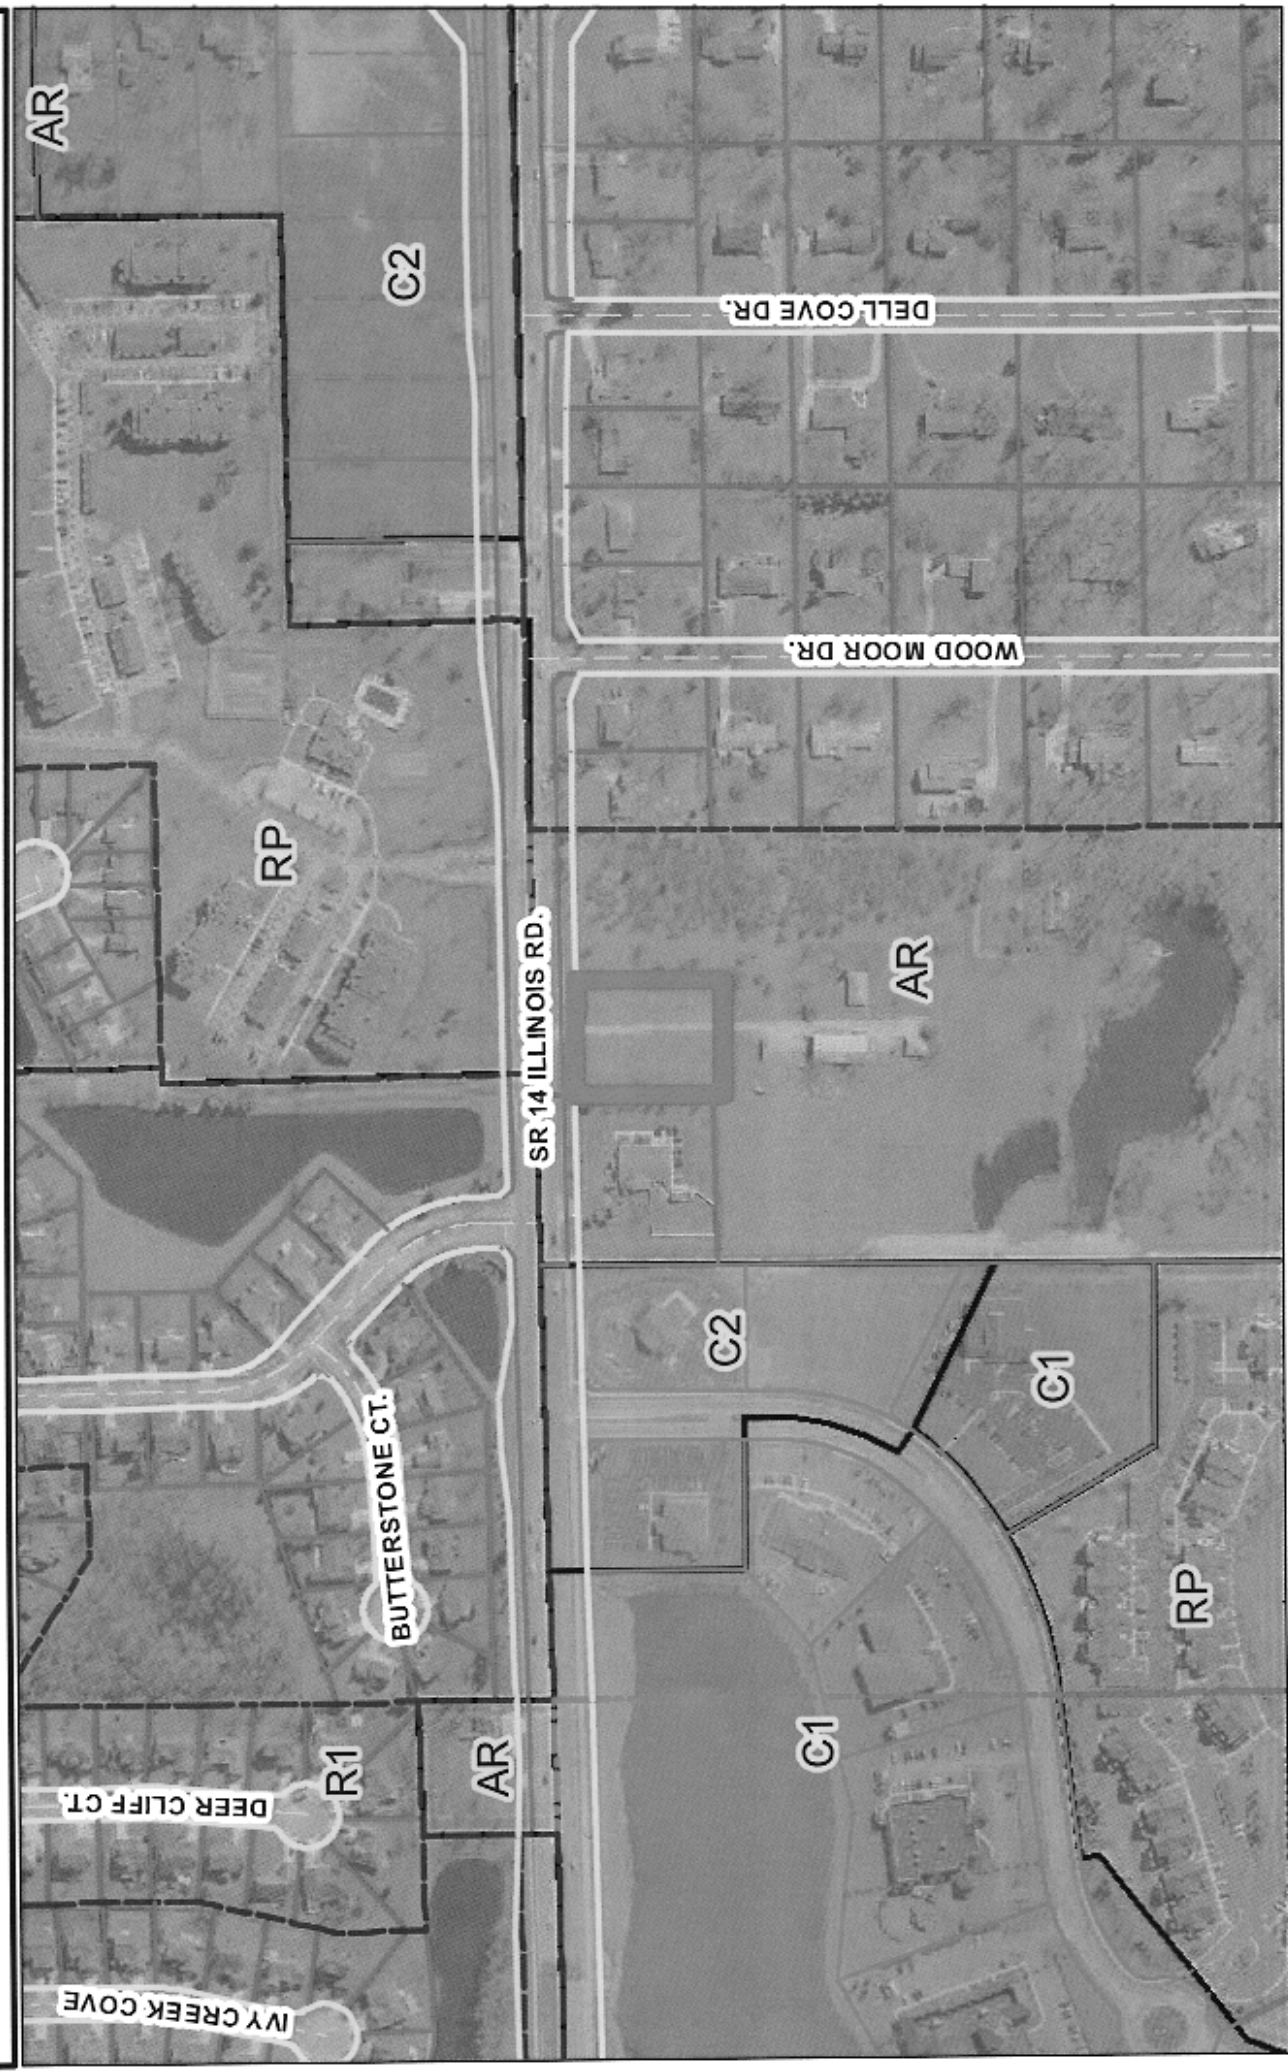 AR
C2
DELL COVE DR.
WOOD MOOR DR.
RP
SR 14 ILLINOIS RD.
AR
C2
C1
BUTTERSTONE CT.
RP
C1
R1
AR
DEER CLIFF CT.
IVY CREEK COVE